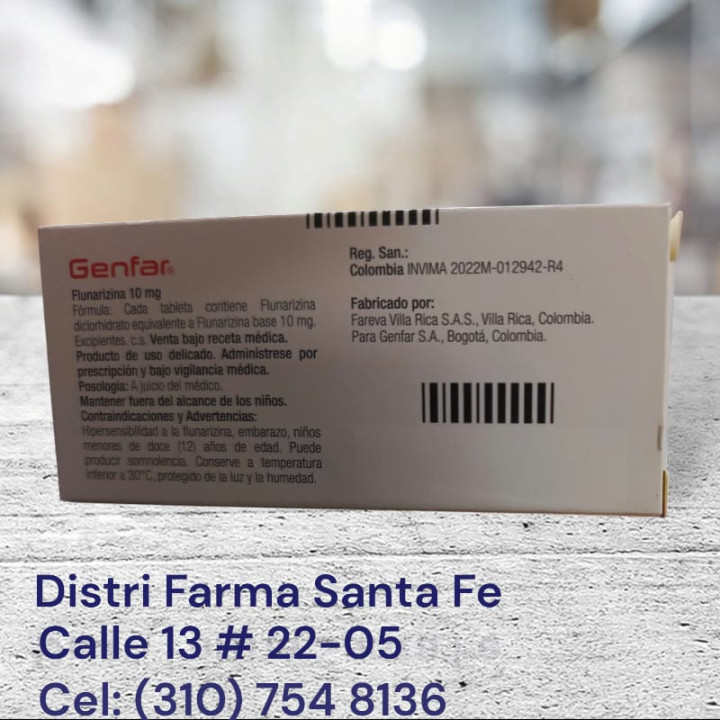 Genfar®
Flunarizina 10 mg
Fórmula: Cada tableta contiene Flunarizina
diclorhidrato equivalente a Flunarizina base 10 mg.
Excipientes. c.s. Venta bajo receta médica.
Producto de uso delicado. Adminístrese por
prescripción y bajo vigilancia médica.
Posología: A juicio del médico.
Mantener fuera del alcance de los niños.
Contraindicaciones y Advertencias:
Hipersensibilidad a la flunarizina, embarazo, niños
menores de doce (12) años de edad. Puede
producir somnolencia. Conserve a temperatura
inferior a 30°C, protegido de la luz y la humedad.
Reg. San.:
Colombia INVIMA 2022M-012942-R4
Fabricado por:
Fareva Villa Rica S.A.S., Villa Rica, Colombia.
Para Genfar S.A., Bogotá, Colombia.
Distri Farma Santa Fe
Calle 13 # 22-05
Cel: (310) 754 8136